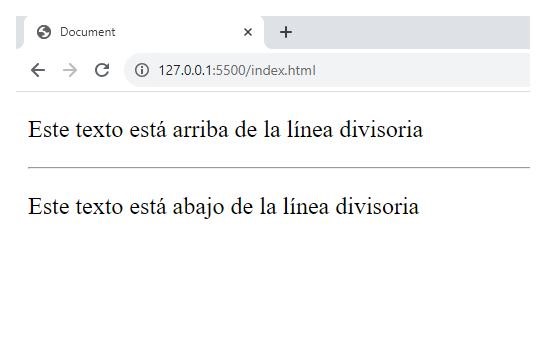 Document
127.0.0.1:5500/index.html
Este texto está arriba de la línea divisoria
Este texto está abajo de la línea divisoria